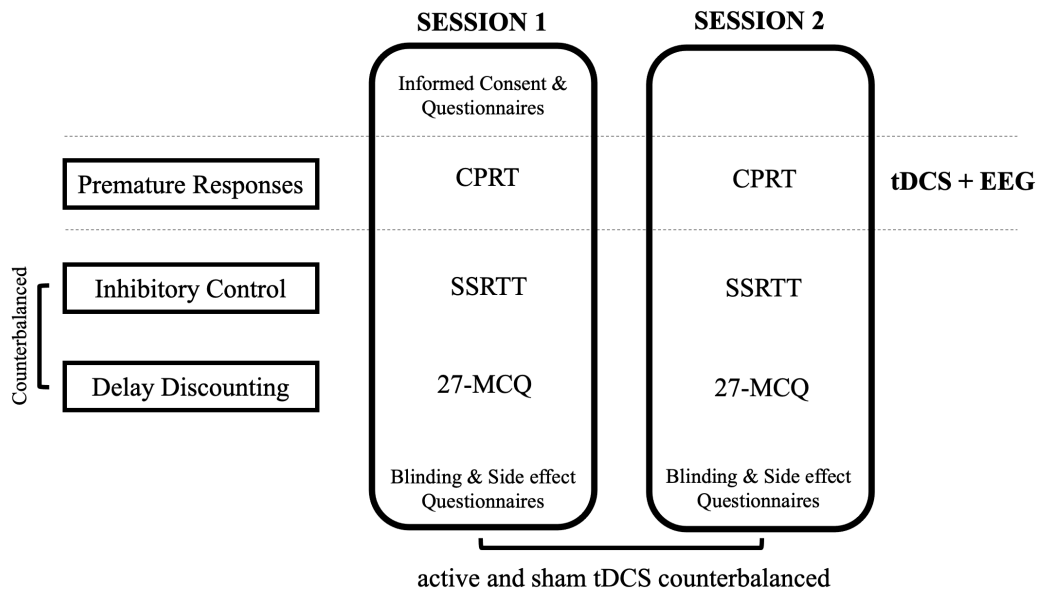 SESSION 1
SESSION 2
Informed Consent &
Questionnaires
Premature Responses
CPRT
CPRT
tDCS + EEG
Counterbalanced
Inhibitory Control
SSRTT
SSRTT
Delay Discounting
27-MCQ
27-MCQ
Blinding & Side effect
Questionnaires
Blinding & Side effect
Questionnaires
active and sham tDCS counterbalanced